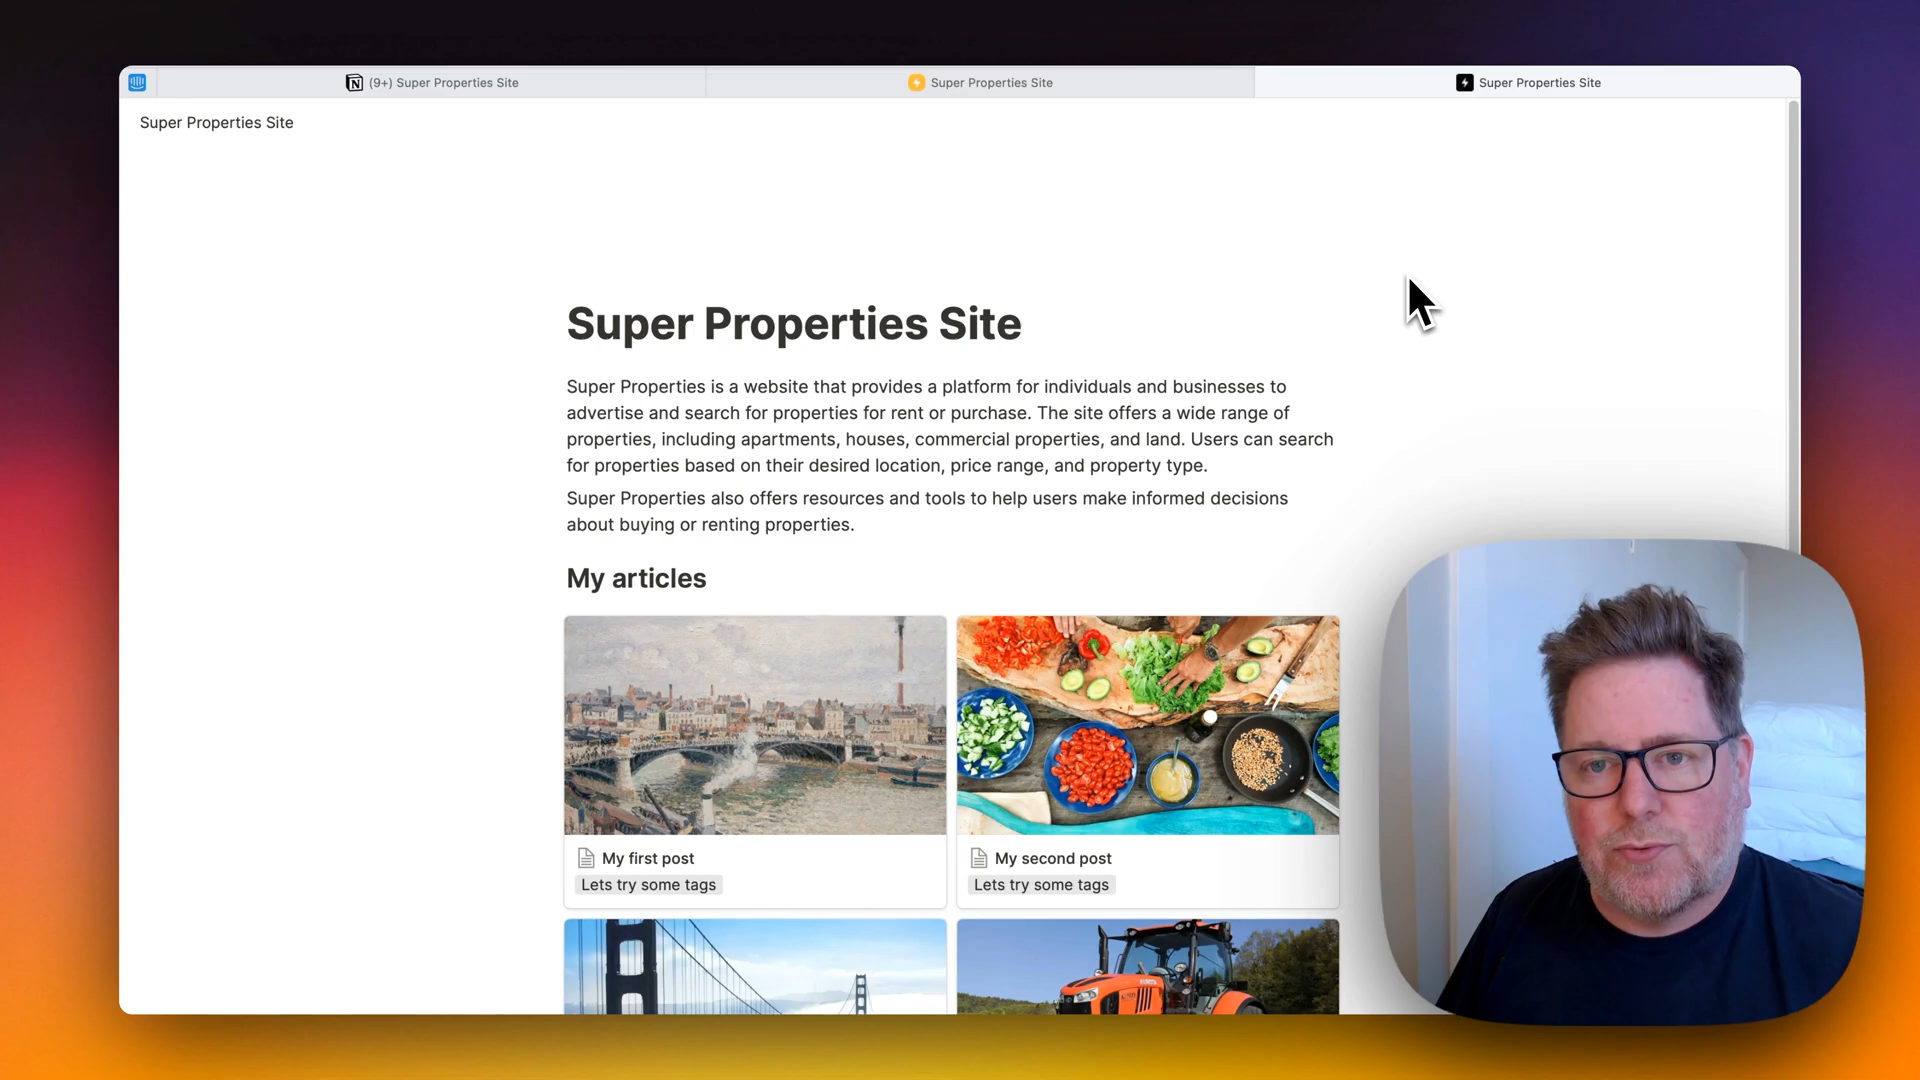 (9+) Super Properties Site
Super Properties Site
Super Properties Site
Super Properties Site
Super Properties Site
Super Properties is a website that provides a platform for individuals and businesses to
advertise and search for properties for rent or purchase. The site offers a wide range of
properties, including apartments, houses, commercial properties, and land. Users can search
for properties based on their desired location, price range, and property type.
Super Properties also offers resources and tools to help users make informed decisions
about buying or renting properties.
My articles
My first post
Lets try some tags
My second post
Lets try some tags